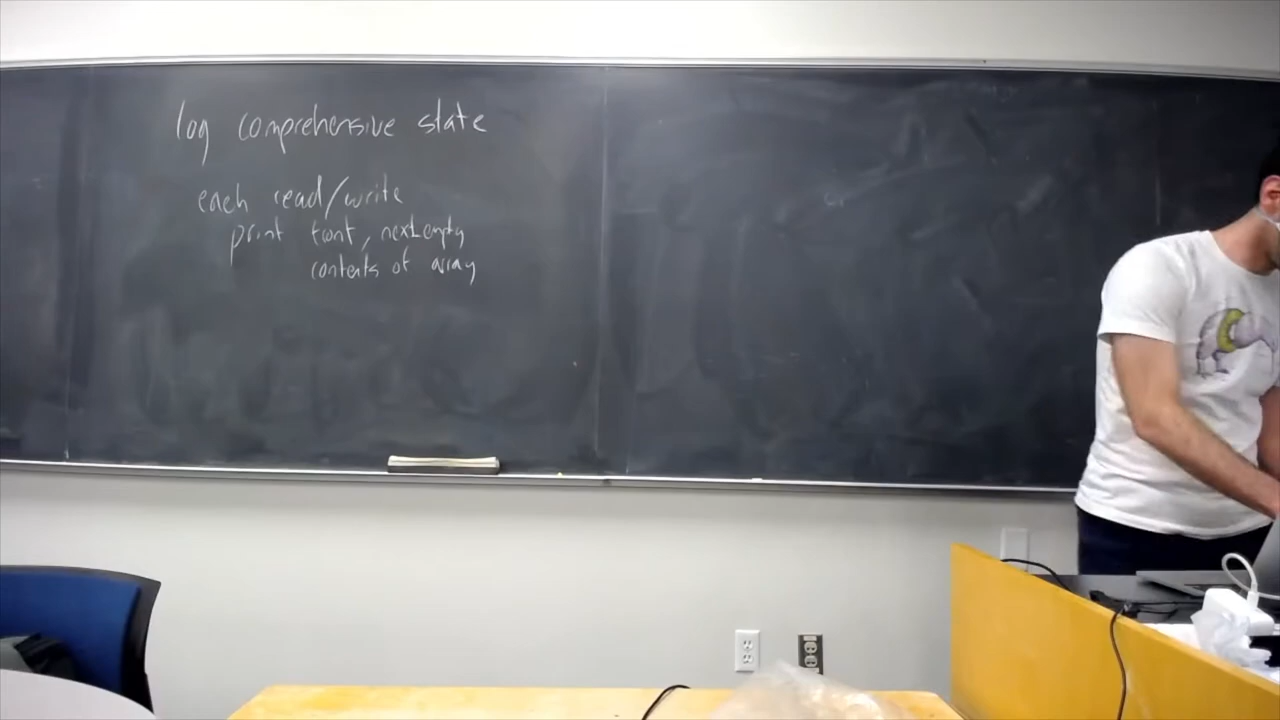 log comprehensive state
each read/write
print front, nextempty
contents of array